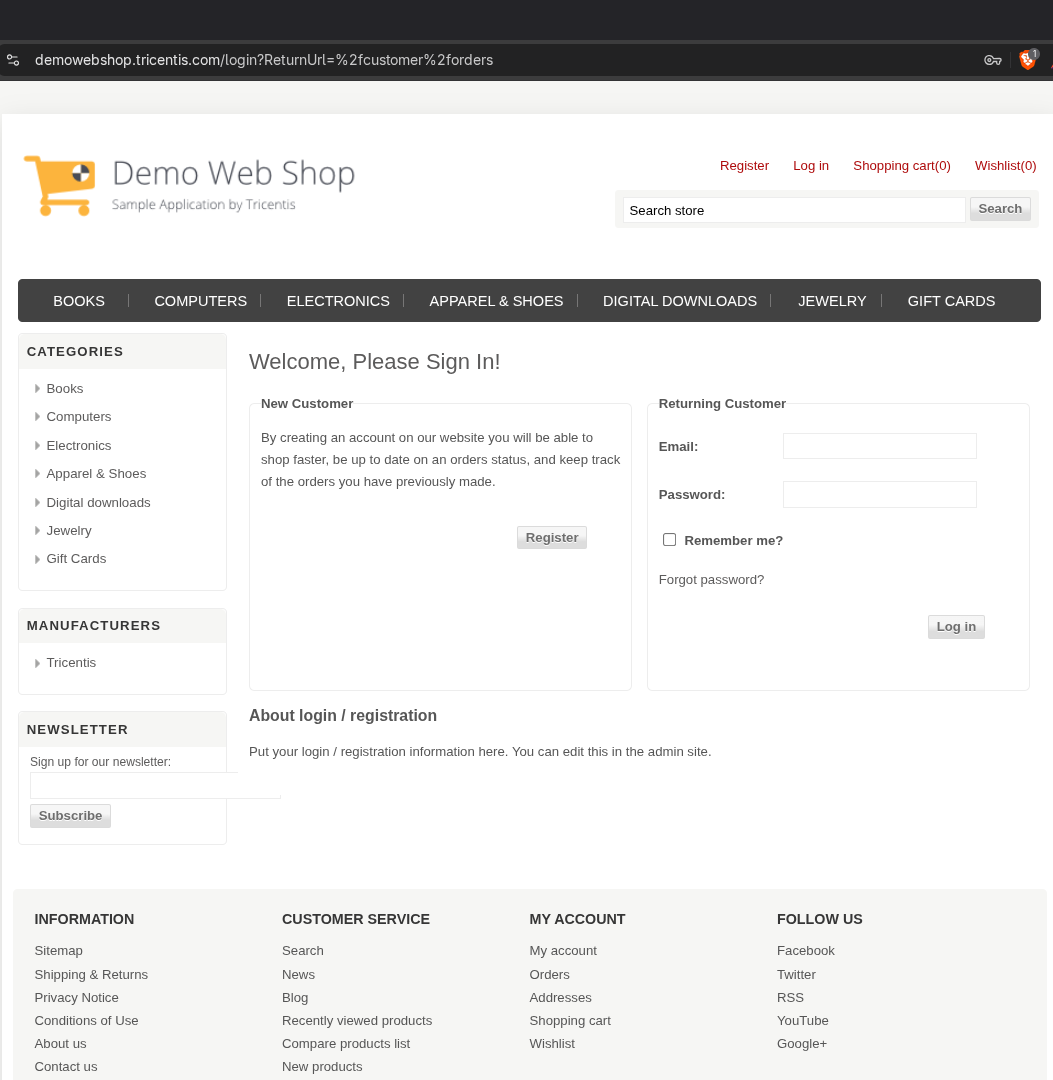 demowebshop.tricentis.com/login?ReturnUrl=%2fcustomer%2forders
1
Demo Web Shop
Sample Application by Tricentis
Register Log in Shopping cart(0) Wishlist(0)
Search store Search
BOOKS COMPUTERS ELECTRONICS APPAREL & SHOES DIGITAL DOWNLOADS JEWELRY GIFT CARDS
CATEGORIES
Books
Computers
Electronics
Apparel & Shoes
Digital downloads
Jewelry
Gift Cards
MANUFACTURERS
Tricentis
NEWSLETTER
Sign up for our newsletter:
Subscribe
Welcome, Please Sign In!
New Customer
By creating an account on our website you will be able to
shop faster, be up to date on an orders status, and keep track
of the orders you have previously made.
Register
Returning Customer
Email:
Password:
Remember me?
Forgot password?
Log in
About login / registration
Put your login / registration information here. You can edit this in the admin site.
INFORMATION
Sitemap
Shipping & Returns
Privacy Notice
Conditions of Use
About us
Contact us
CUSTOMER SERVICE
Search
News
Blog
Recently viewed products
Compare products list
New products
MY ACCOUNT
My account
Orders
Addresses
Shopping cart
Wishlist
FOLLOW US
Facebook
Twitter
RSS
YouTube
Google+